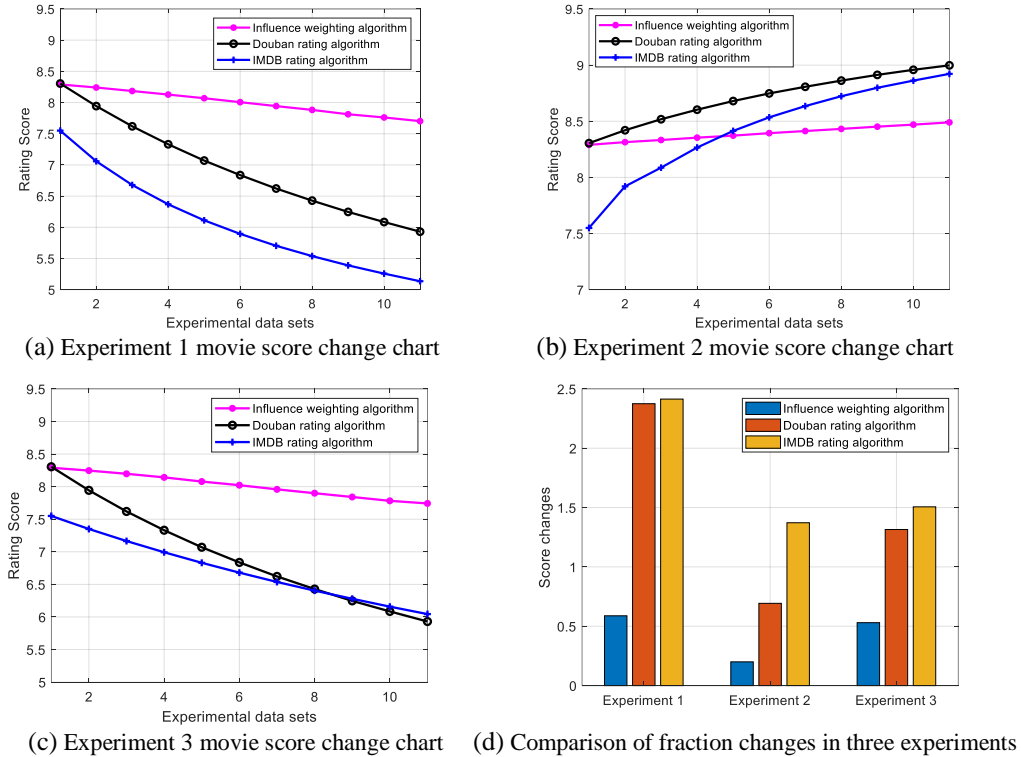 9.5
9
8.5
8
7.5
7
6.5
6
5.5
5
Rating Score
2 4 6 8 10
Experimental data sets
Influence weighting algorithm
Douban rating algorithm
IMDB rating algorithm
(a) Experiment 1 movie score change chart
9.5
9
8.5
8
7.5
7
Rating Score
2 4 6 8 10
Experimental data sets
Influence weighting algorithm
Douban rating algorithm
IMDB rating algorithm
(b) Experiment 2 movie score change chart
9.5
9
8.5
8
7.5
7
6.5
6
5.5
5
Rating Score
2 4 6 8 10
Experimental data sets
Influence weighting algorithm
Douban rating algorithm
IMDB rating algorithm
(c) Experiment 3 movie score change chart
2.5
2
1.5
1
0.5
0
Score changes
Experiment 1 Experiment 2 Experiment 3
Influence weighting algorithm
Douban rating algorithm
IMDB rating algorithm
(d) Comparison of fraction changes in three experiments